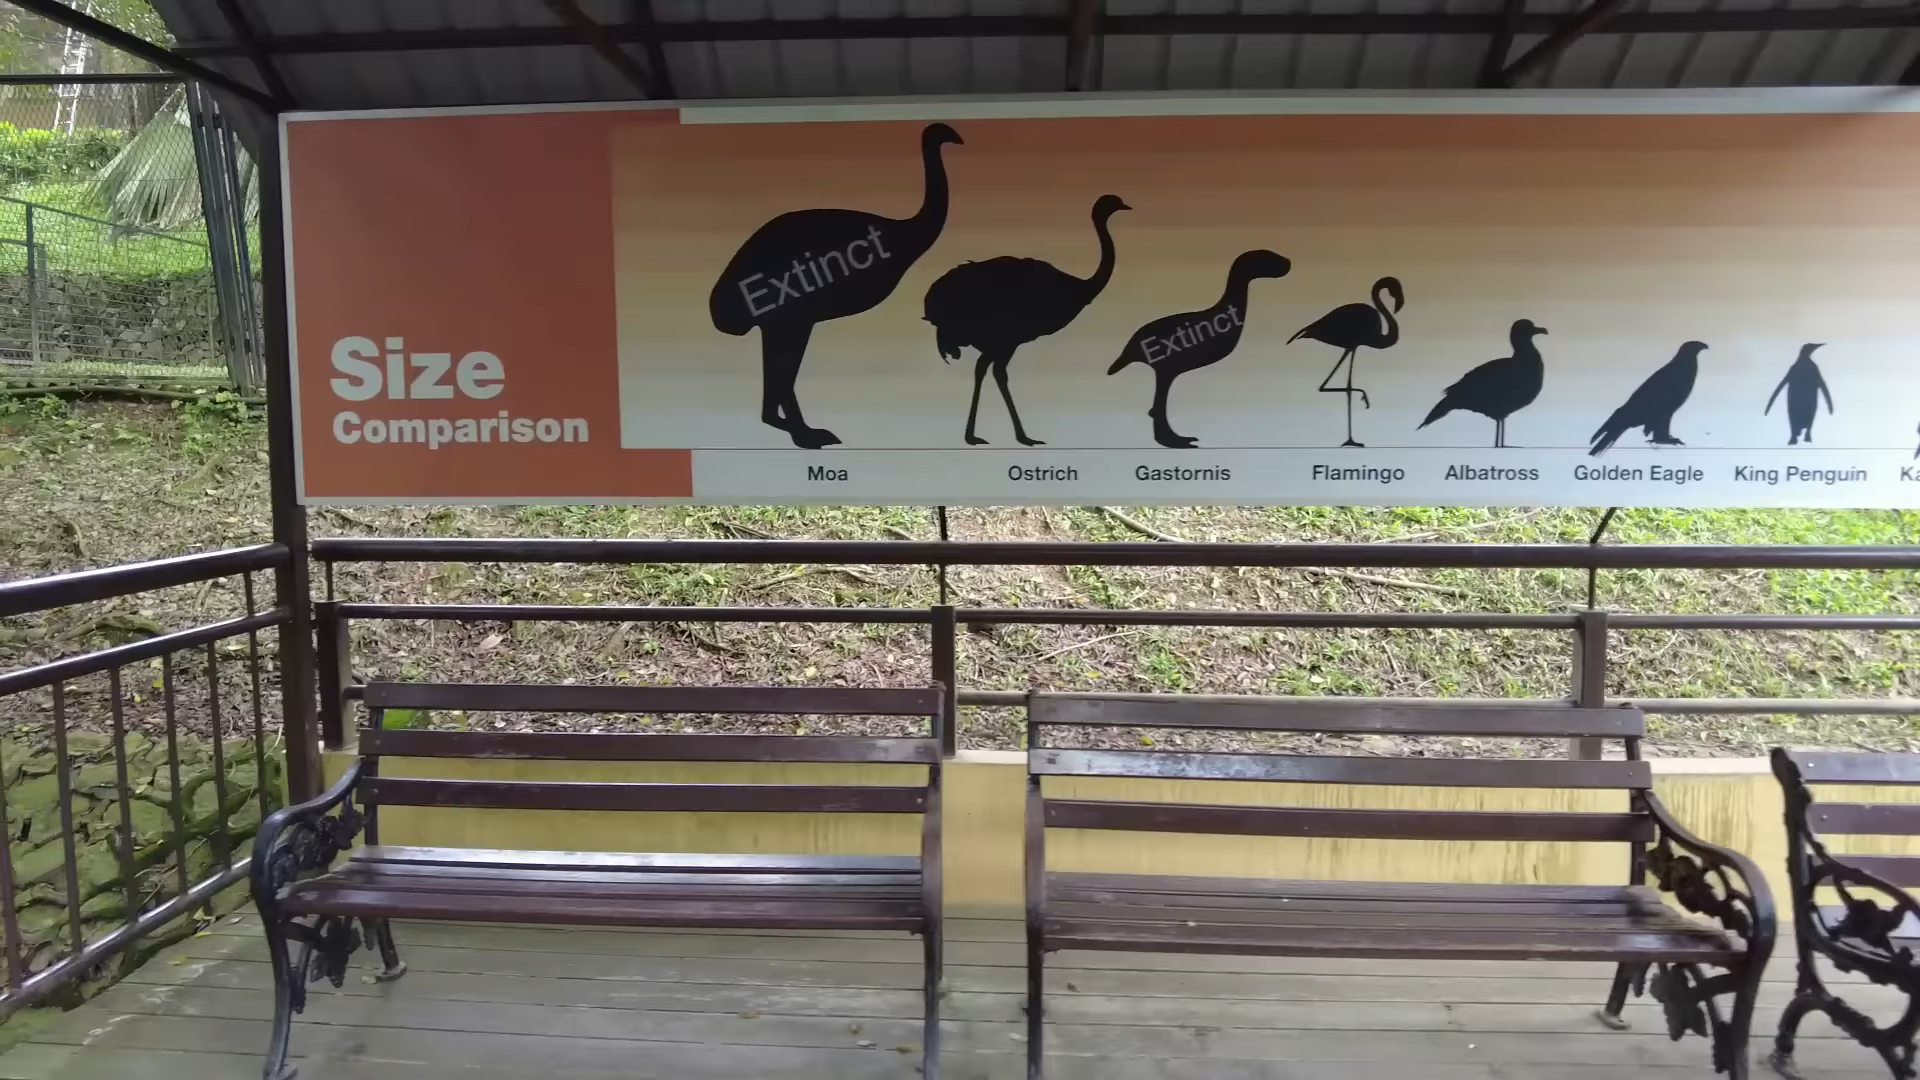 Size
Comparison
Extinct
Extinct
Moa
Ostrich
Gastornis
Flamingo
Albatross
Golden Eagle
King Penguin